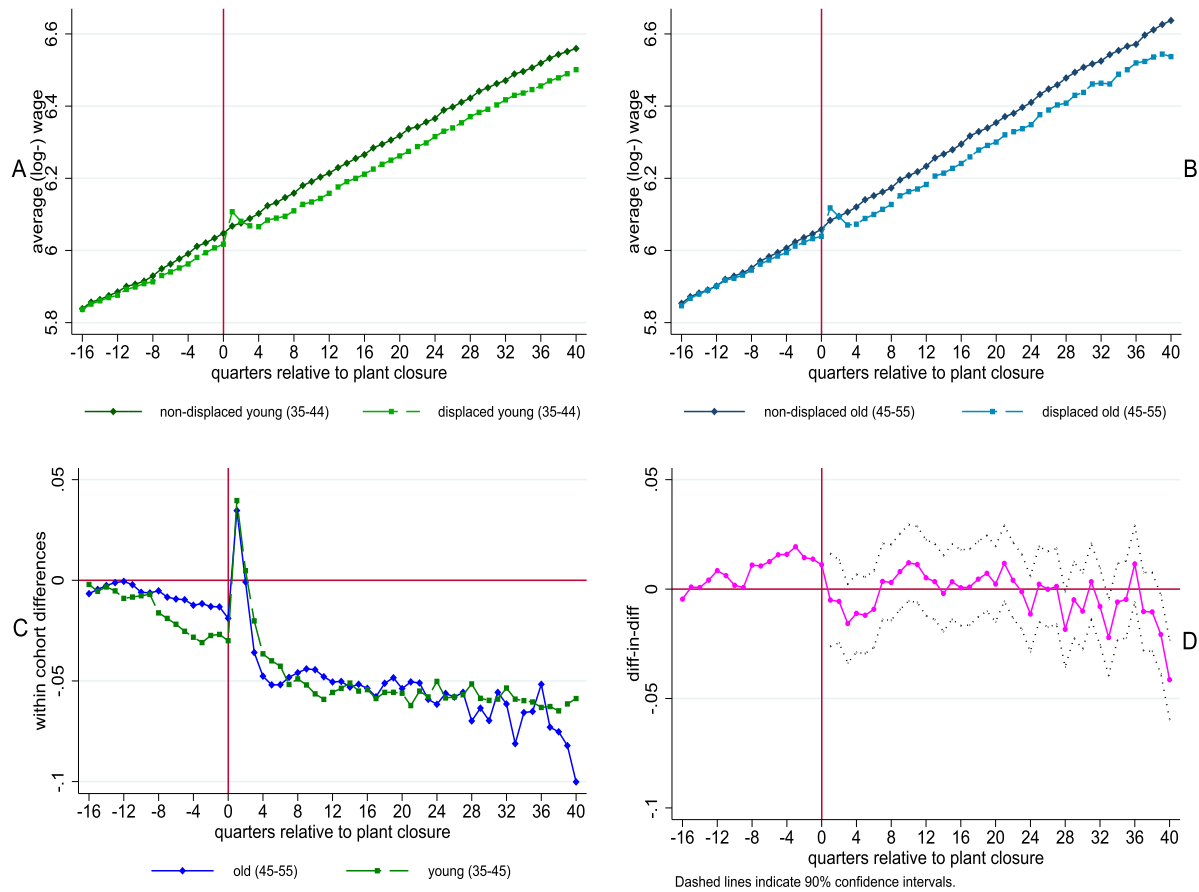 A
average (log-) wage
6.6
6.4
6.2
6
5.8
-16 -12 -8 -4 0 4 8 12 16 20 24 28 32 36 40
quarters relative to plant closure
non-displaced young (35-44) displaced young (35-44)
B
average (log-) wage
6.6
6.4
6.2
6
5.8
-16 -12 -8 -4 0 4 8 12 16 20 24 28 32 36 40
quarters relative to plant closure
non-displaced old (45-55) displaced old (45-55)
C
within cohort differences
.05
0
-.05
-.1
-16 -12 -8 -4 0 4 8 12 16 20 24 28 32 36 40
quarters relative to plant closure
old (45-55) young (35-45)
D
diff-in-diff
.05
0
-.05
-.1
-16 -12 -8 -4 0 4 8 12 16 20 24 28 32 36 40
quarters relative to plant closure
Dashed lines indicate 90% confidence intervals.